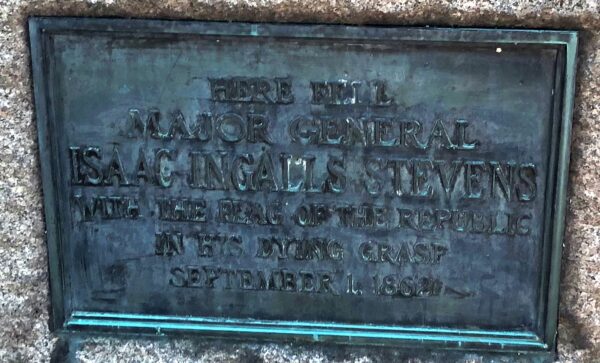 HERE FELL
MAJOR GENERAL
ISAAC INGALLS STEVENS
WITH THE FLAG OF THE REPUBLIC
IN HIS DYING GRASP
SEPTEMBER 1. 1862.